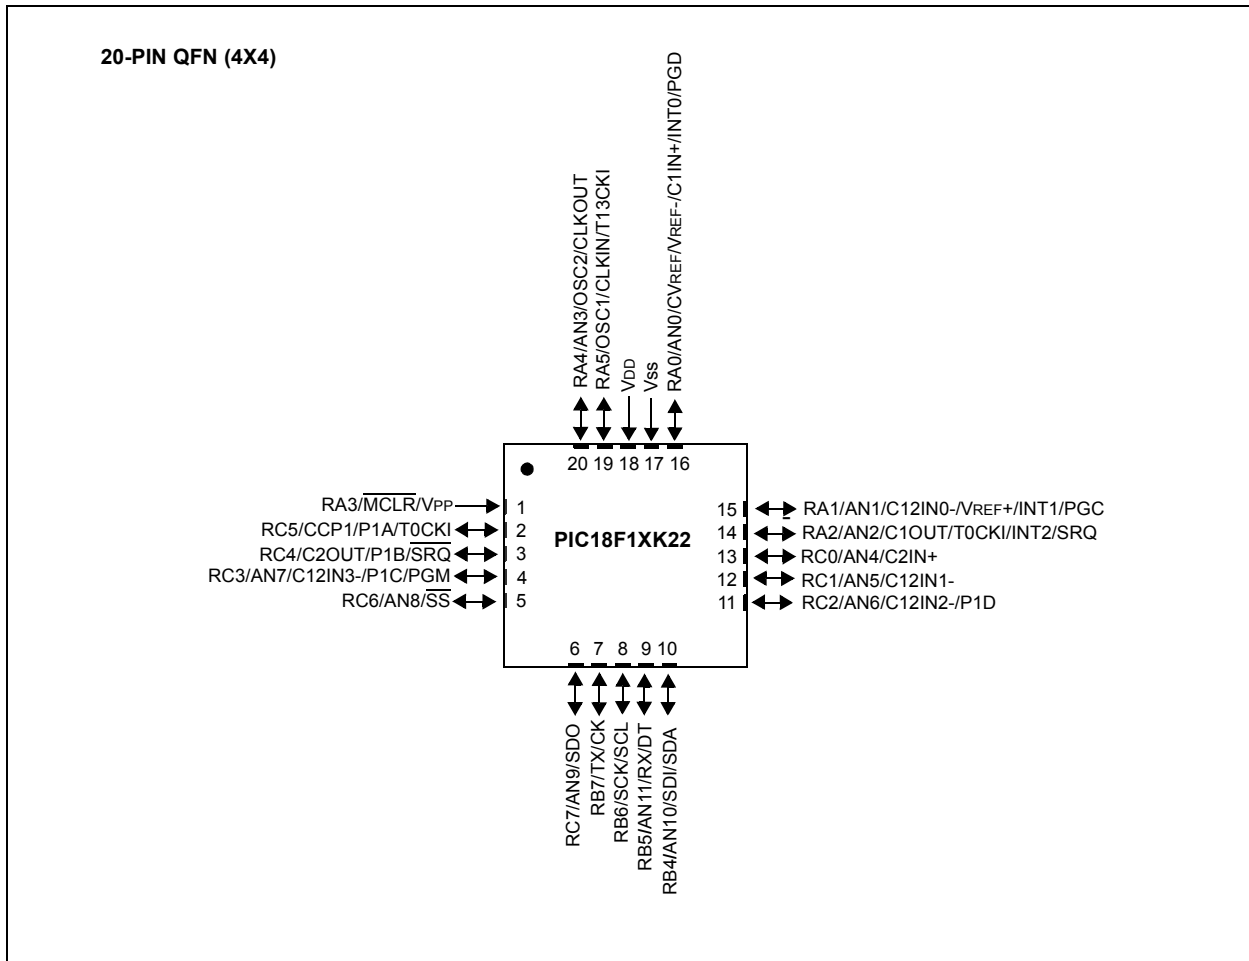 20-PIN QFN (4X4)
RA4/AN3/OSC2/CLKOUT
RA5/OSC1/CLKIN/T13CKI
VDD
Vss
RA0/AN0/CVREF/VREF-/C1IN+/INT0/PGD
20 19 18 17 16
RA3/MCLR/VPP
1
RC5/CCP1/P1A/T0CKI
2
RC4/C2OUT/P1B/SRQ
3
RC3/AN7/C12IN3-/P1C/PGM
4
RC6/AN8/SS
5
PIC18F1XK22
15
RA1/AN1/C12IN0-/VREF+/INT1/PGC
14
RA2/AN2/C1OUT/T0CKI/INT2/SRQ
13
RC0/AN4/C2IN+
12
RC1/AN5/C12IN1-
11
RC2/AN6/C12IN2-/P1D
6 7 8 9 10
RC7/AN9/SDO
RB7/TX/CK
RB6/SCK/SCL
RB5/AN11/RX/DT
RB4/AN10/SDI/SDA